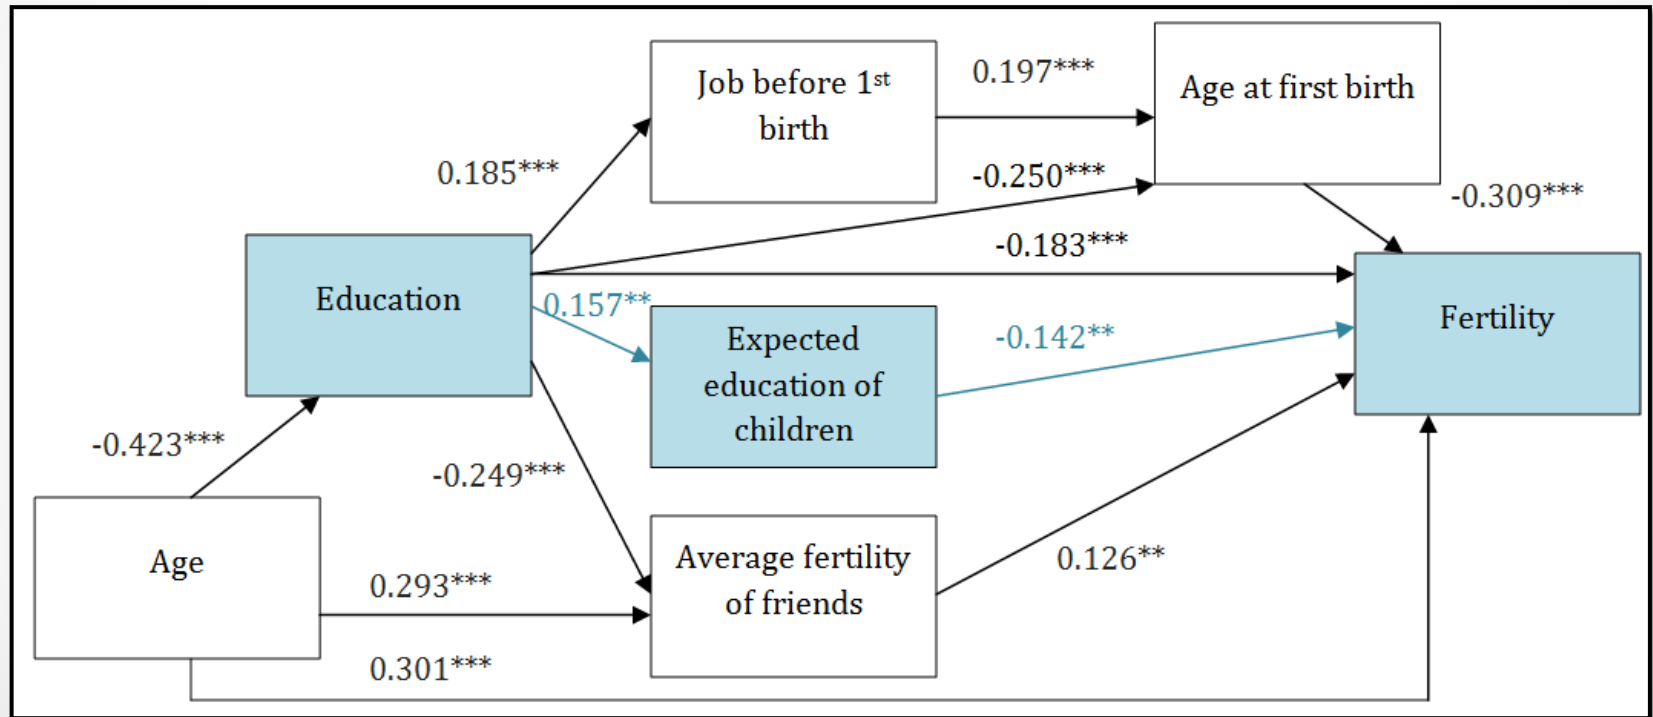 Job before 1st
birth
0.197***
Age at first birth
0.185***
-0.250***
-0.309***
-0.183***
Education
0.157**
Expected
education of
children
-0.142**
Fertility
-0.423***
-0.249***
Age
0.293***
Average fertility
of friends
0.126**
0.301***